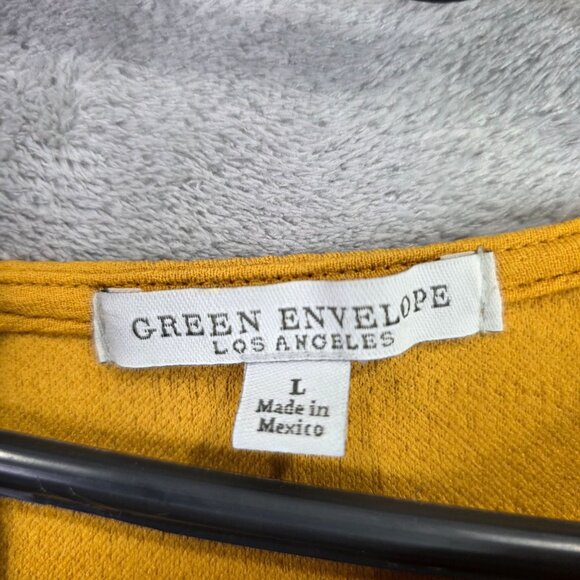 GREEN ENVELOPE
LOS ANGELES
L
Made in
Mexico